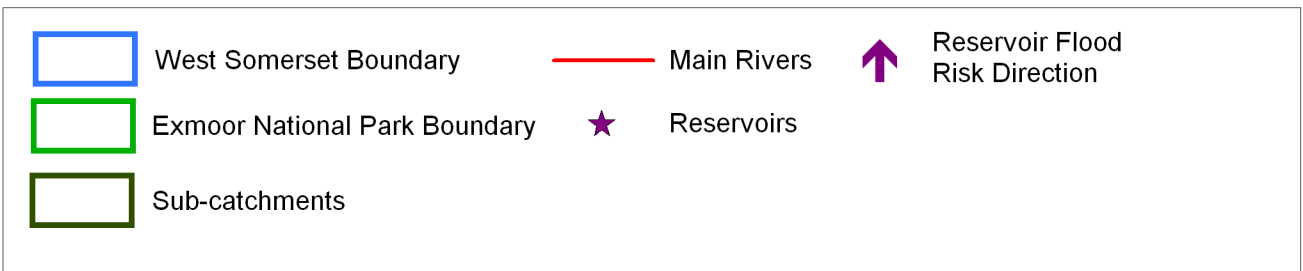 West Somerset Boundary
Main Rivers
Reservoir Flood
Risk Direction
Exmoor National Park Boundary
Reservoirs
Sub-catchments